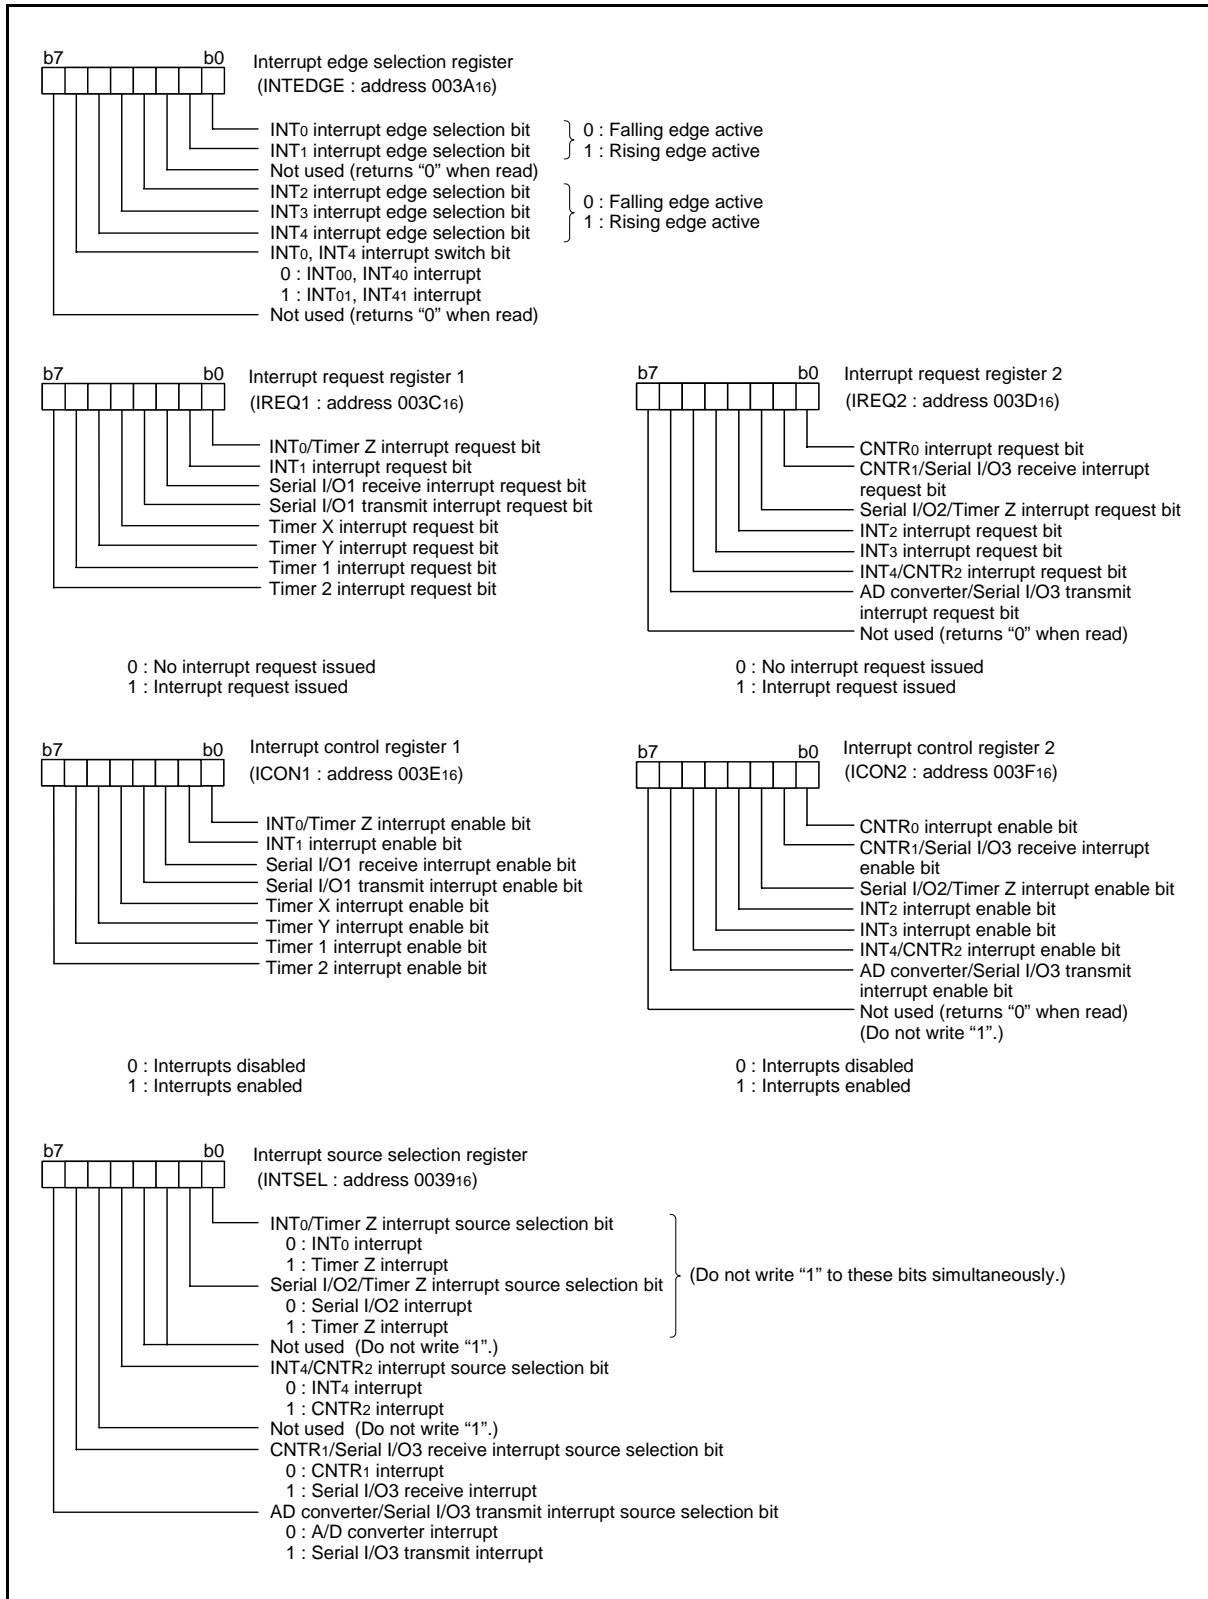 b7 b0 Interrupt edge selection register
(INTEDGE : address 003A16)
INT0 interrupt edge selection bit
INT1 interrupt edge selection bit
0 : Falling edge active
1 : Rising edge active
Not used (returns “0” when read)
INT2 interrupt edge selection bit
INT3 interrupt edge selection bit
INT4 interrupt edge selection bit
0 : Falling edge active
1 : Rising edge active
INT0, INT4 interrupt switch bit
0 : INT00, INT40 interrupt
1 : INT01, INT41 interrupt
Not used (returns “0” when read)
b7 b0 Interrupt request register 1
(IREQ1 : address 003C16)
INT0/Timer Z interrupt request bit
INT1 interrupt request bit
Serial I/O1 receive interrupt request bit
Serial I/O1 transmit interrupt request bit
Timer X interrupt request bit
Timer Y interrupt request bit
Timer 1 interrupt request bit
Timer 2 interrupt request bit
0 : No interrupt request issued
1 : Interrupt request issued
b7 b0 Interrupt request register 2
(IREQ2 : address 003D16)
CNTR0 interrupt request bit
CNTR1/Serial I/O3 receive interrupt
request bit
Serial I/O2/Timer Z interrupt request bit
INT2 interrupt request bit
INT3 interrupt request bit
INT4/CNTR2 interrupt request bit
AD converter/Serial I/O3 transmit
interrupt request bit
Not used (returns “0” when read)
0 : No interrupt request issued
1 : Interrupt request issued
b7 b0 Interrupt control register 1
(ICON1 : address 003E16)
INT0/Timer Z interrupt enable bit
INT1 interrupt enable bit
Serial I/O1 receive interrupt enable bit
Serial I/O1 transmit interrupt enable bit
Timer X interrupt enable bit
Timer Y interrupt enable bit
Timer 1 interrupt enable bit
Timer 2 interrupt enable bit
0 : Interrupts disabled
1 : Interrupts enabled
b7 b0 Interrupt control register 2
(ICON2 : address 003F16)
CNTR0 interrupt enable bit
CNTR1/Serial I/O3 receive interrupt
enable bit
Serial I/O2/Timer Z interrupt enable bit
INT2 interrupt enable bit
INT3 interrupt enable bit
INT4/CNTR2 interrupt enable bit
AD converter/Serial I/O3 transmit
interrupt enable bit
Not used (returns “0” when read)
(Do not write “1”.)
0 : Interrupts disabled
1 : Interrupts enabled
b7 b0 Interrupt source selection register
(INTSEL : address 003916)
INT0/Timer Z interrupt source selection bit
0 : INT0 interrupt
1 : Timer Z interrupt
Serial I/O2/Timer Z interrupt source selection bit
(Do not write “1” to these bits simultaneously.)
0 : Serial I/O2 interrupt
1 : Timer Z interrupt
Not used (Do not write “1”.)
INT4/CNTR2 interrupt source selection bit
0 : INT4 interrupt
1 : CNTR2 interrupt
Not used (Do not write “1”.)
CNTR1/Serial I/O3 receive interrupt source selection bit
0 : CNTR1 interrupt
1 : Serial I/O3 receive interrupt
AD converter/Serial I/O3 transmit interrupt source selection bit
0 : A/D converter interrupt
1 : Serial I/O3 transmit interrupt